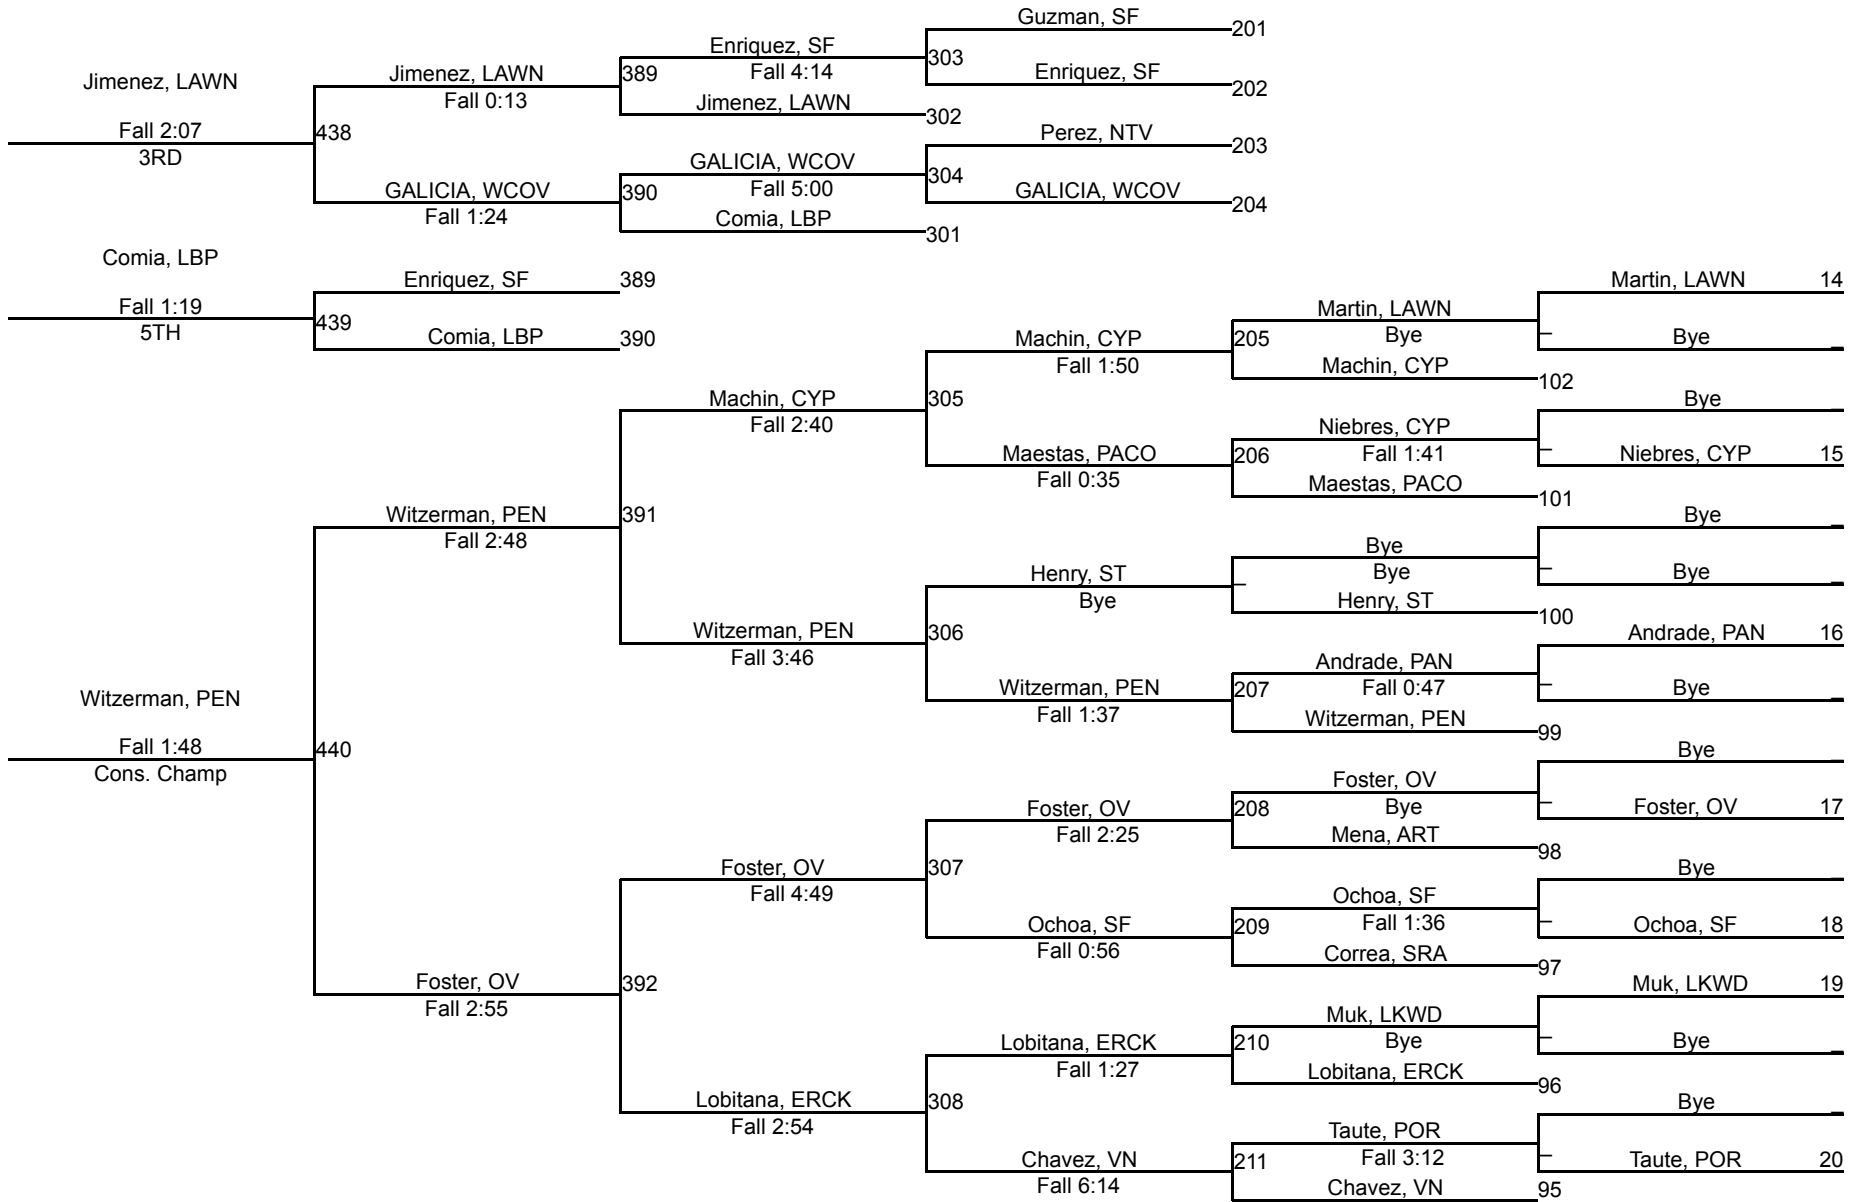 Guzman, SF
201
Enriquez, SF
303
Jimenez, LAWN
Jimenez, LAWN
389
Fall 4:14
Enriquez, SF
Fall 0:13
202
Jimenez, LAWN
302
Fall 2:07
438
Perez, NTV
203
3RD
GALICIA, WCOV
304
GALICIA, WCOV
390
Fall 5:00
GALICIA, WCOV
204
Fall 1:24
Comia, LBP
301
Comia, LBP
Enriquez, SF
389
Martin, LAWN
14
Fall 1:19
439
Martin, LAWN
_
5TH
Comia, LBP
390
Machin, CYP
205
Bye
Bye
_
Fall 1:50
Machin, CYP
102
Machin, CYP
305
Bye
_
Fall 2:40
Niebres, CYP
_
Maestas, PACO
206
Fall 1:41
Niebres, CYP
15
Fall 0:35
Maestas, PACO
101
Witzerman, PEN
391
Bye
_
Fall 2:48
Bye
_
Henry, ST
_
Bye
Bye
_
Bye
Henry, ST
100
Witzerman, PEN
306
Andrade, PAN
16
Fall 3:46
Andrade, PAN
_
Witzerman, PEN
207
Fall 0:47
Bye
_
Fall 1:37
Witzerman, PEN
99
Witzerman, PEN
Fall 1:48
440
Bye
_
Cons. Champ
Foster, OV
_
Foster, OV
208
Bye
Foster, OV
17
Fall 2:25
Mena, ART
98
Foster, OV
307
Bye
_
Fall 4:49
Ochoa, SF
_
Ochoa, SF
209
Fall 1:36
Ochoa, SF
18
Fall 0:56
Correa, SRA
97
Foster, OV
392
Muk, LKWD
19
Fall 2:55
Muk, LKWD
_
Lobitana, ERCK
210
Bye
Bye
_
Fall 1:27
Lobitana, ERCK
96
Lobitana, ERCK
308
Bye
_
Fall 2:54
Taute, POR
_
Chavez, VN
211
Fall 3:12
Taute, POR
20
Fall 6:14
Chavez, VN
95